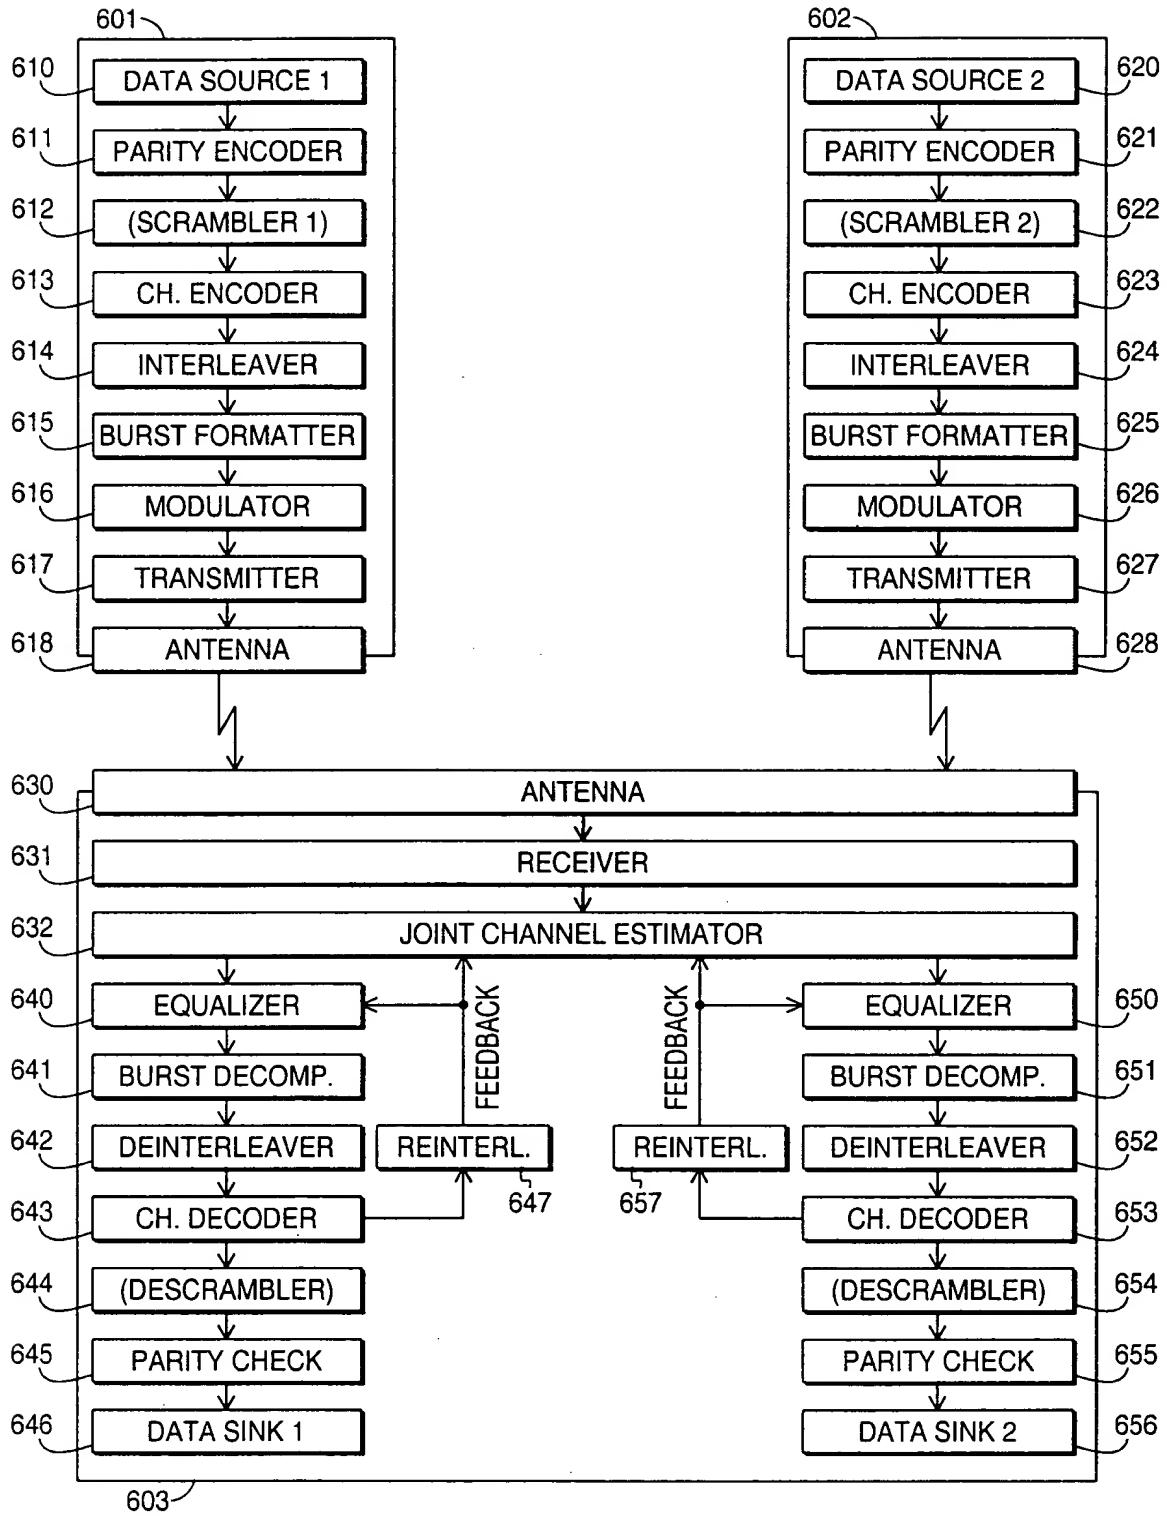 601
602
610
DATA SOURCE 1
DATA SOURCE 2
620
611
PARITY ENCODER
PARITY ENCODER
621
612
(SCRAMBLER 1)
(SCRAMBLER 2)
622
613
CH. ENCODER
CH. ENCODER
623
614
INTERLEAVER
INTERLEAVER
624
615
BURST FORMATTER
BURST FORMATTER
625
616
MODULATOR
MODULATOR
626
617
TRANSMITTER
TRANSMITTER
627
618
ANTENNA
ANTENNA
628
630
ANTENNA
631
RECEIVER
632
JOINT CHANNEL ESTIMATOR
640
EQUALIZER
FEEDBACK
FEEDBACK
EQUALIZER
650
641
BURST DECOMP.
BURST DECOMP.
651
642
DEINTERLEAVER
REINTERL.
647
REINTERL.
657
DEINTERLEAVER
652
643
CH. DECODER
CH. DECODER
653
644
(DESCRAMBLER)
(DESCRAMBLER)
654
645
PARITY CHECK
PARITY CHECK
655
646
DATA SINK 1
DATA SINK 2
656
603